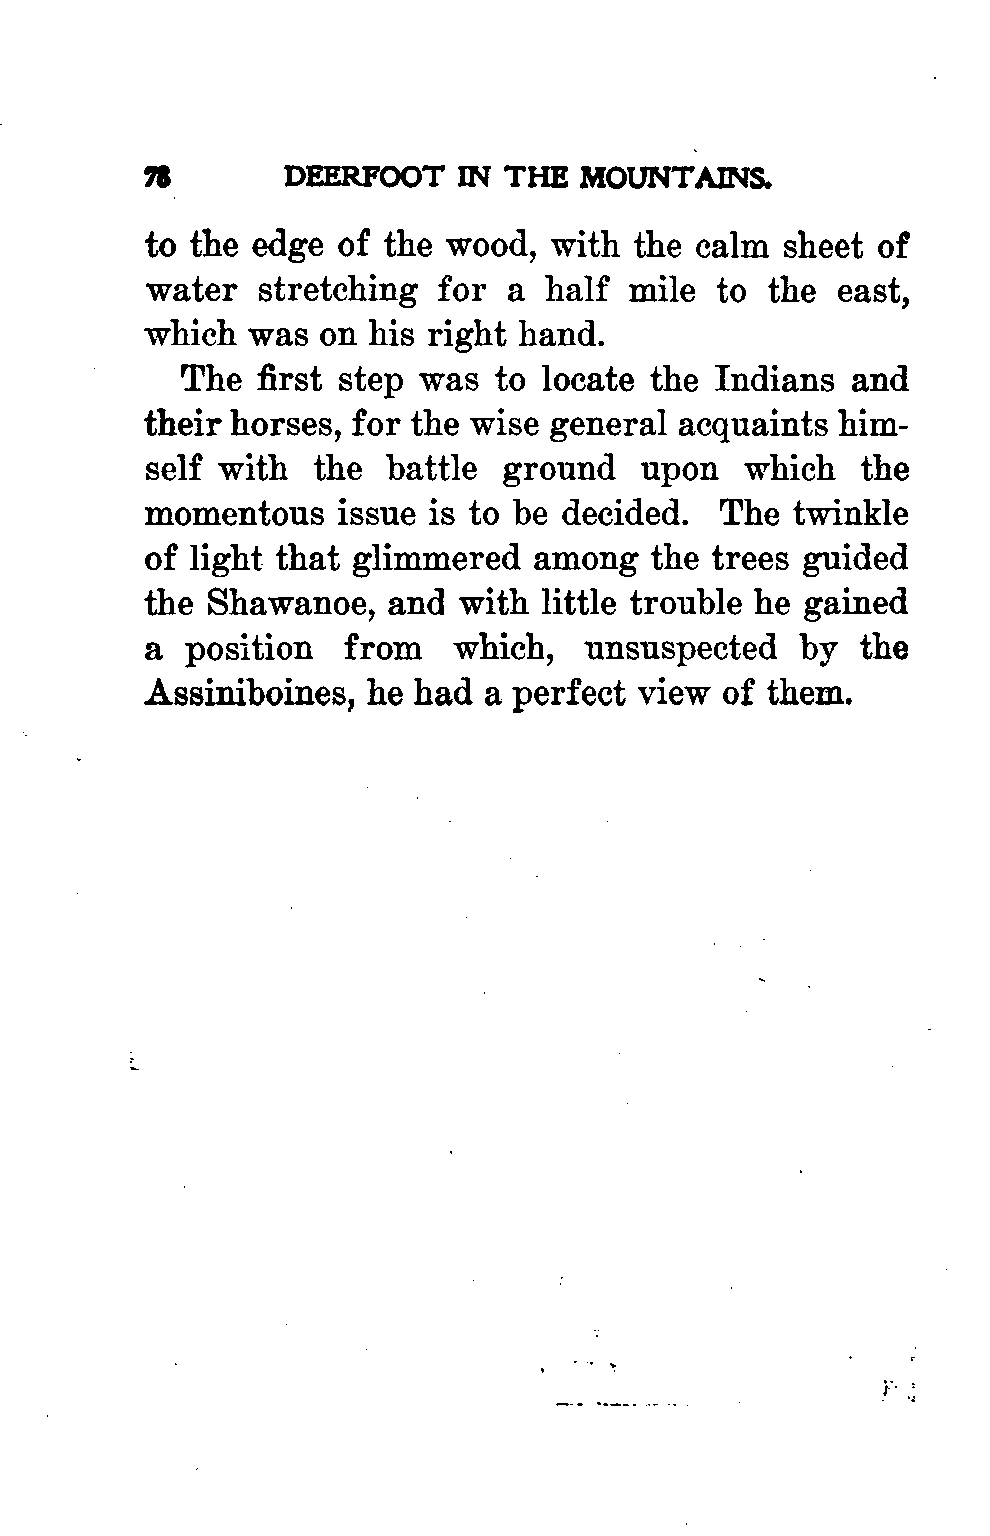 78 DEERFOOT IN THE MOUNTAINS.
to the edge of the wood, with the calm sheet of
water stretching for a half mile to the east,
which was on his right hand.
The first step was to locate the Indians and
their horses, for the wise general acquaints him-
self with the battle ground upon which the
momentous issue is to be decided. The twinkle
of light that glimmered among the trees guided
the Shawanoe, and with little trouble he gained
a position from which, unsuspected by the
Assiniboines, he had a perfect view of them.